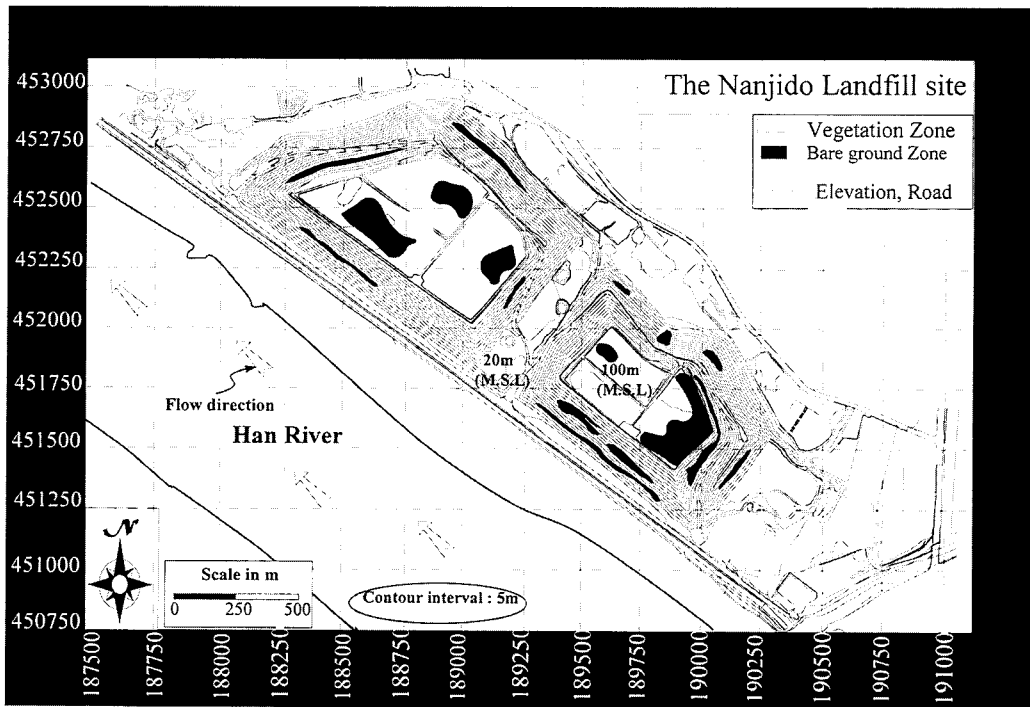 The Nanjido Landfill site
Vegetation Zone
Bare ground Zone
Elevation, Road
453000
452750
452500
452250
452000
451750
451500
451250
451000
450750
20m
(M.S.L)
100m
(M.S.L)
Flow direction
Han River
N
Scale in m
0 250 500
Contour interval : 5m
187500 187750 188000 188250 188500 188750 189000 189250 189500 189750 190000 190250 190500 190750 191000